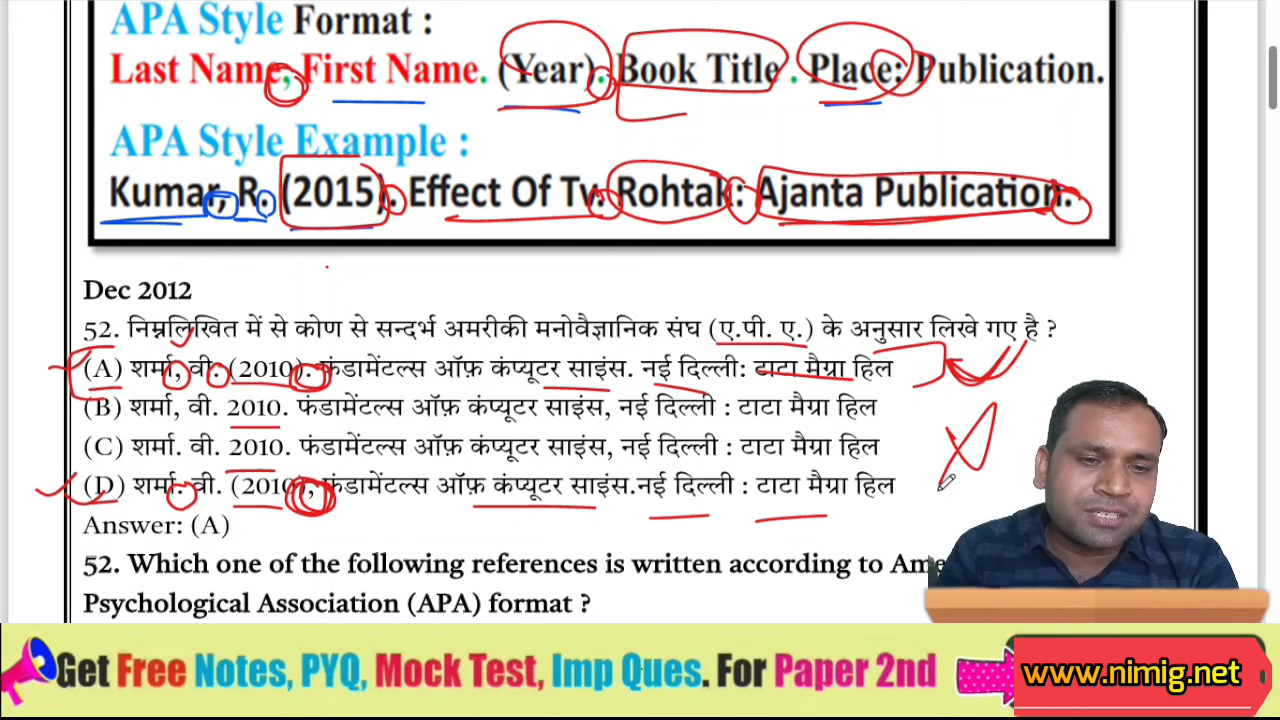 APA Style Format :
Last Name, First Name. (Year). Book Title . Place: Publication.
APA Style Example :
Kumar, R. (2015). Effect Of Tv. Rohtak: Ajanta Publication.
Dec 2012
52. निम्नलिखित में से कोण से सन्दर्भ अमरीकी मनोवैज्ञानिक संघ (ए.पी. ए.) के अनुसार लिखे गए है ?
(A) शर्मा, वी. (2010). फंडामेंटल्स ऑफ़ कंप्यूटर साइंस. नई दिल्ली: टाटा मैग्रा हिल
(B) शर्मा, वी. 2010. फंडामेंटल्स ऑफ़ कंप्यूटर साइंस, नई दिल्ली : टाटा मैग्रा हिल
(C) शर्मा. वी. 2010. फंडामेंटल्स ऑफ़ कंप्यूटर साइंस, नई दिल्ली : टाटा मैग्रा हिल
(D) शर्मा. वी. (2010), फंडामेंटल्स ऑफ़ कंप्यूटर साइंस.नई दिल्ली : टाटा मैग्रा हिल
Answer: (A)
52. Which one of the following references is written according to
Psychological Association (APA) format ?
Get Free Notes, PYQ, Mock Test, Imp Ques. For Paper 2nd
www.nimig.net